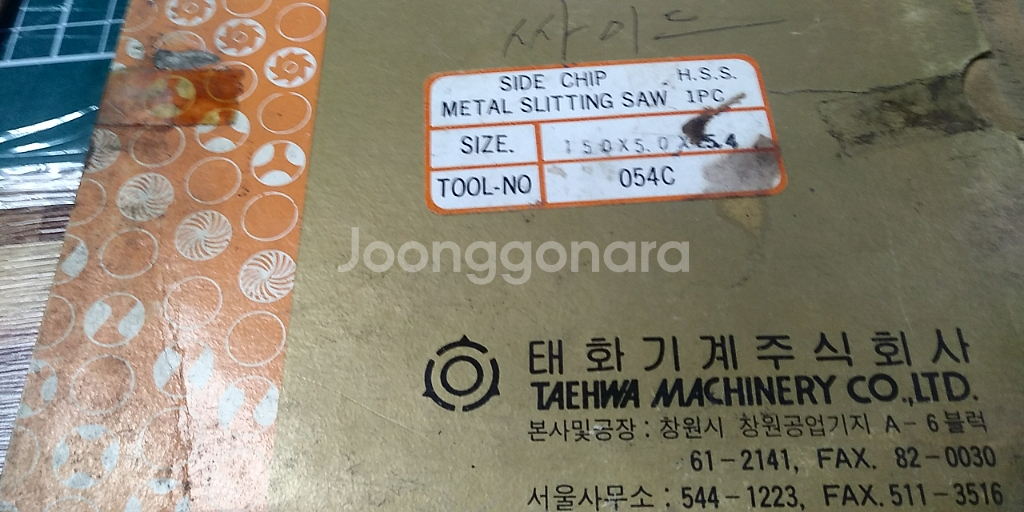 싸이드
SIDE CHIP H.S.S.
METAL SLITTING SAW 1PC
SIZE. 150X5.0X25.4
TOOL-NO 054C
Joonggonara
태화기계주식회사
TAEHWA MACHINERY CO.,LTD.
본사및공장 : 창원시 창원공업기지 A-6블럭
61-2141, FAX. 82-0030
서울사무소 : 544-1223, FAX. 511-3516